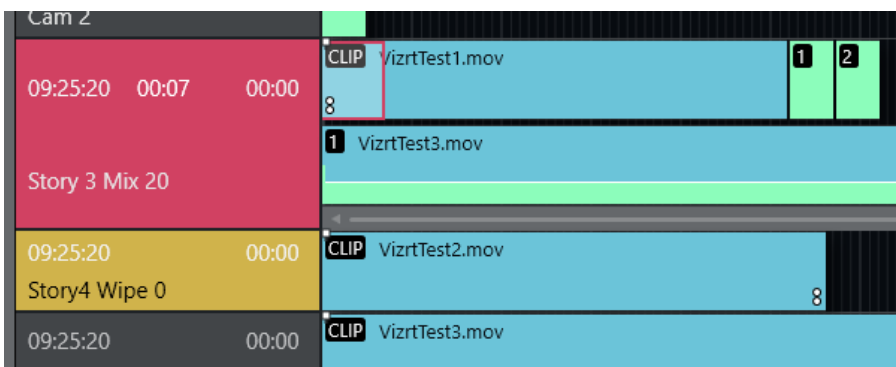 Cam 2
CLIP VizrtTest1.mov 1 2
09:25:20 00:07 00:00
8
1 VizrtTest3.mov
Story 3 Mix 20
09:25:20 00:00 CLIP VizrtTest2.mov
Story4 Wipe 0 8
CLIP VizrtTest3.mov
09:25:20 00:00